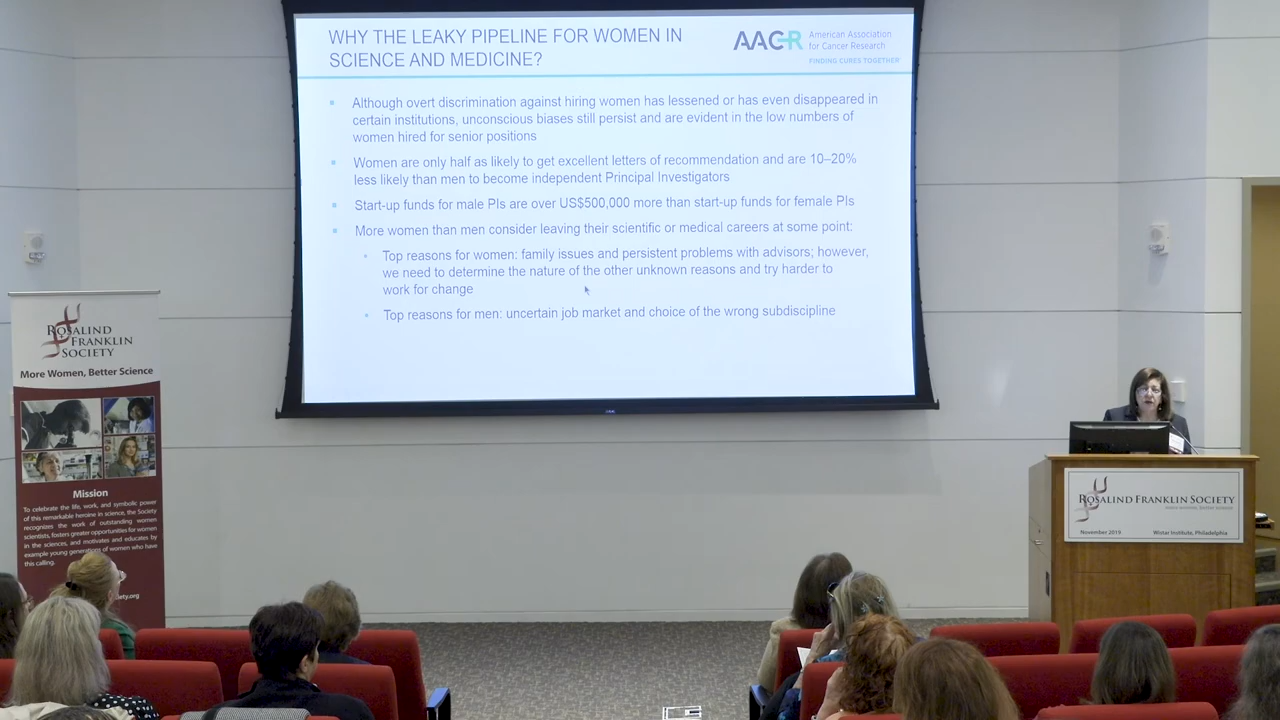 WHY THE LEAKY PIPELINE FOR WOMEN IN
SCIENCE AND MEDICINE?
AACR
American Association
for Cancer Research
FINDING CURES TOGETHER
Although overt discrimination against hiring women has lessened or has even disappeared in
certain institutions, unconscious biases still persist and are evident in the low numbers of
women hired for senior positions
Women are only half as likely to get excellent letters of recommendation and are 10–20%
less likely than men to become independent Principal Investigators
Start-up funds for male PIs are over US$500,000 more than start-up funds for female PIs
More women than men consider leaving their scientific or medical careers at some point:
Top reasons for women: family issues and persistent problems with advisors; however,
we need to determine the nature of the other unknown reasons and try harder to
work for change
Top reasons for men: uncertain job market and choice of the wrong subdiscipline
ROSALIND
FRANKLIN
SOCIETY
More Women, Better Science
Mission
To celebrate the life, work, and symbolic power
of this remarkable heroine in science, the Society
recognizes the work of outstanding women
scientists, fosters greater opportunities for women
in the sciences, and motivates and educates by
example young generations of women who have
this calling.
ROSALIND FRANKLIN SOCIETY
November 2019
Wistar Institute, Philadelphia